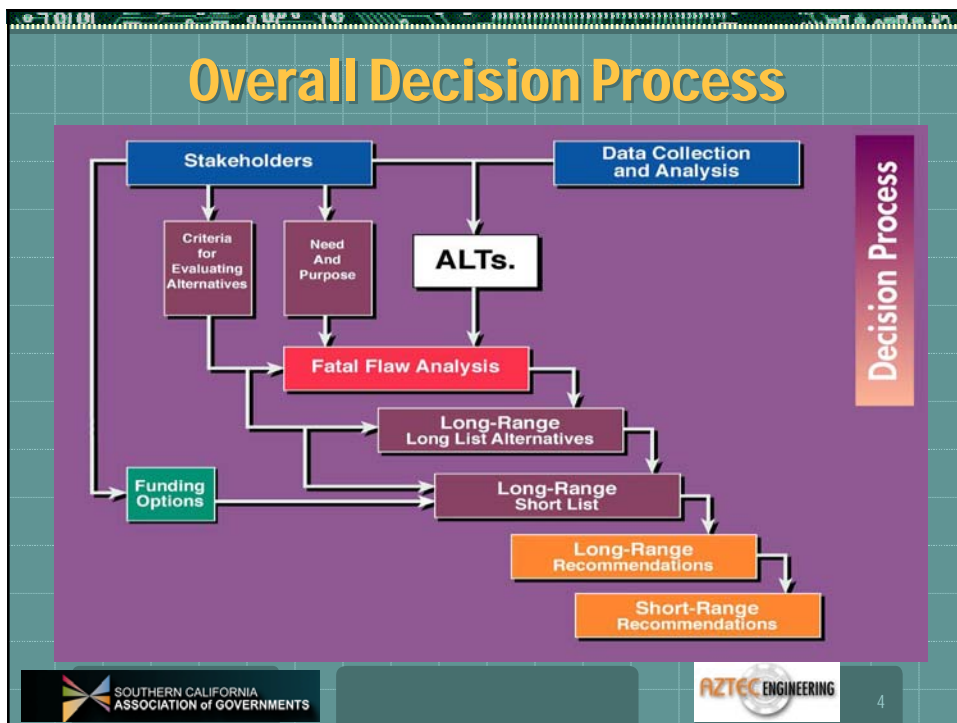 Overall Decision Process
Stakeholders
Data Collection
and Analysis
Decision Process
Criteria
for
Evaluating
Alternatives
Need
And
Purpose
ALTs.
Fatal Flaw Analysis
Long-Range
Long List Alternatives
Funding
Options
Long-Range
Short List
Long-Range
Recommendations
Short-Range
Recommendations
SOUTHERN CALIFORNIA
ASSOCIATION of GOVERNMENTS
AZTEC ENGINEERING
4